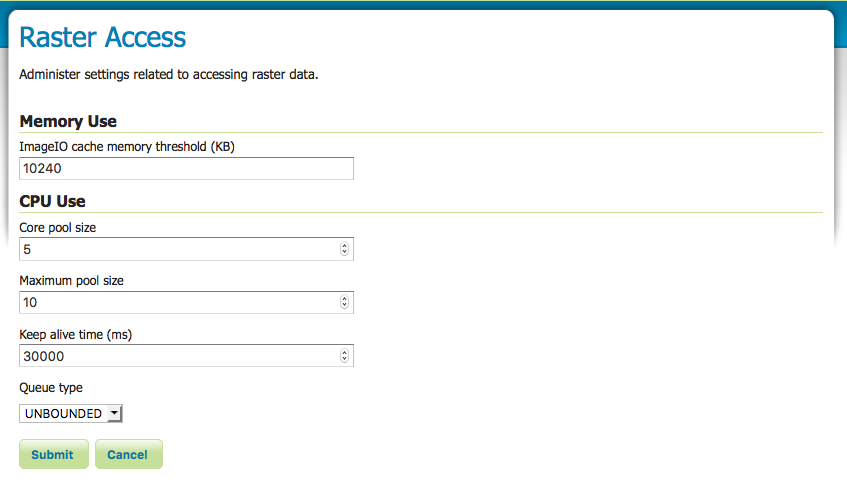 Raster Access
Administer settings related to accessing raster data.
Memory Use
ImageIO cache memory threshold (KB)
10240
CPU Use
Core pool size
5
Maximum pool size
10
Keep alive time (ms)
30000
Queue type
UNBOUNDED
Submit Cancel